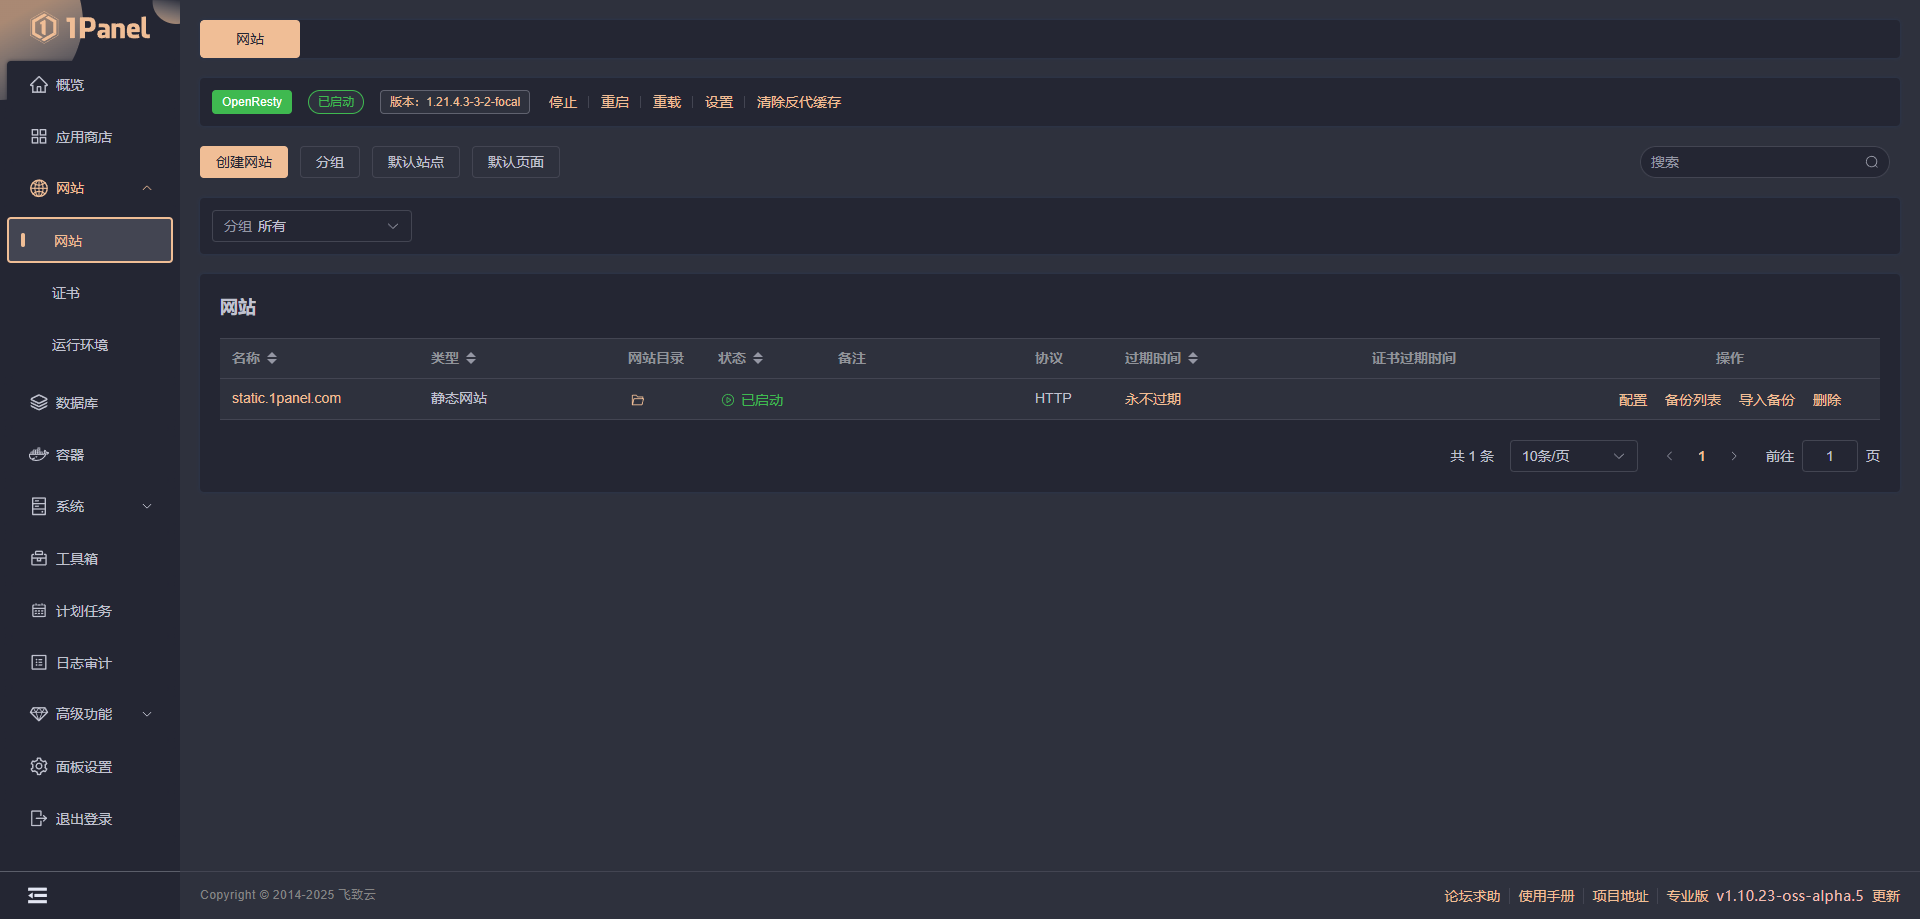 1Panel
概览
应用商店
网站
网站
证书
运行环境
数据库
容器
系统
工具箱
计划任务
日志审计
高级功能
面板设置
退出登录
网站
OpenResty 已启动 版本：1.21.4.3-3-2-focal 停止 重启 重载 设置 清除反代缓存
创建网站 分组 默认站点 默认页面 搜索
分组 所有
网站
名称 类型 网站目录 状态 备注 协议 过期时间 证书过期时间 操作
static.1panel.com 静态网站 已启动 HTTP 永不过期 配置 备份列表 导入备份 删除
共 1 条 10条/页 1 前往 1 页
Copyright © 2014-2025 飞致云 论坛求助 使用手册 项目地址 专业版 v1.10.23-oss-alpha.5 更新